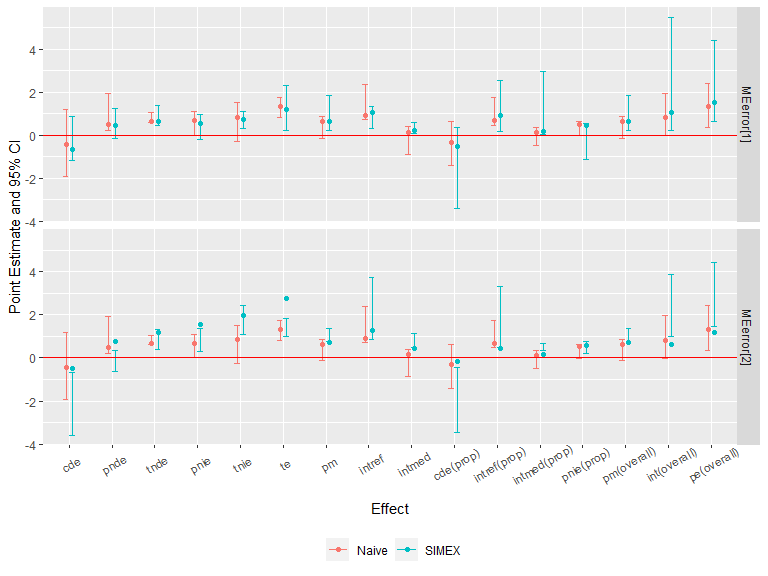 Point Estimate and 95% CI
4
2
0
-2
-4
MEerror[1]
4
2
0
-2
-4
MEerror[2]
cde
pnde
tnde
pnie
tnie
te
pm
intref
intmed
cde(prop)
intref(prop)
intmed(prop)
pnie(prop)
pm(overall)
int(overall)
pe(overall)
Effect
Naive
SIMEX